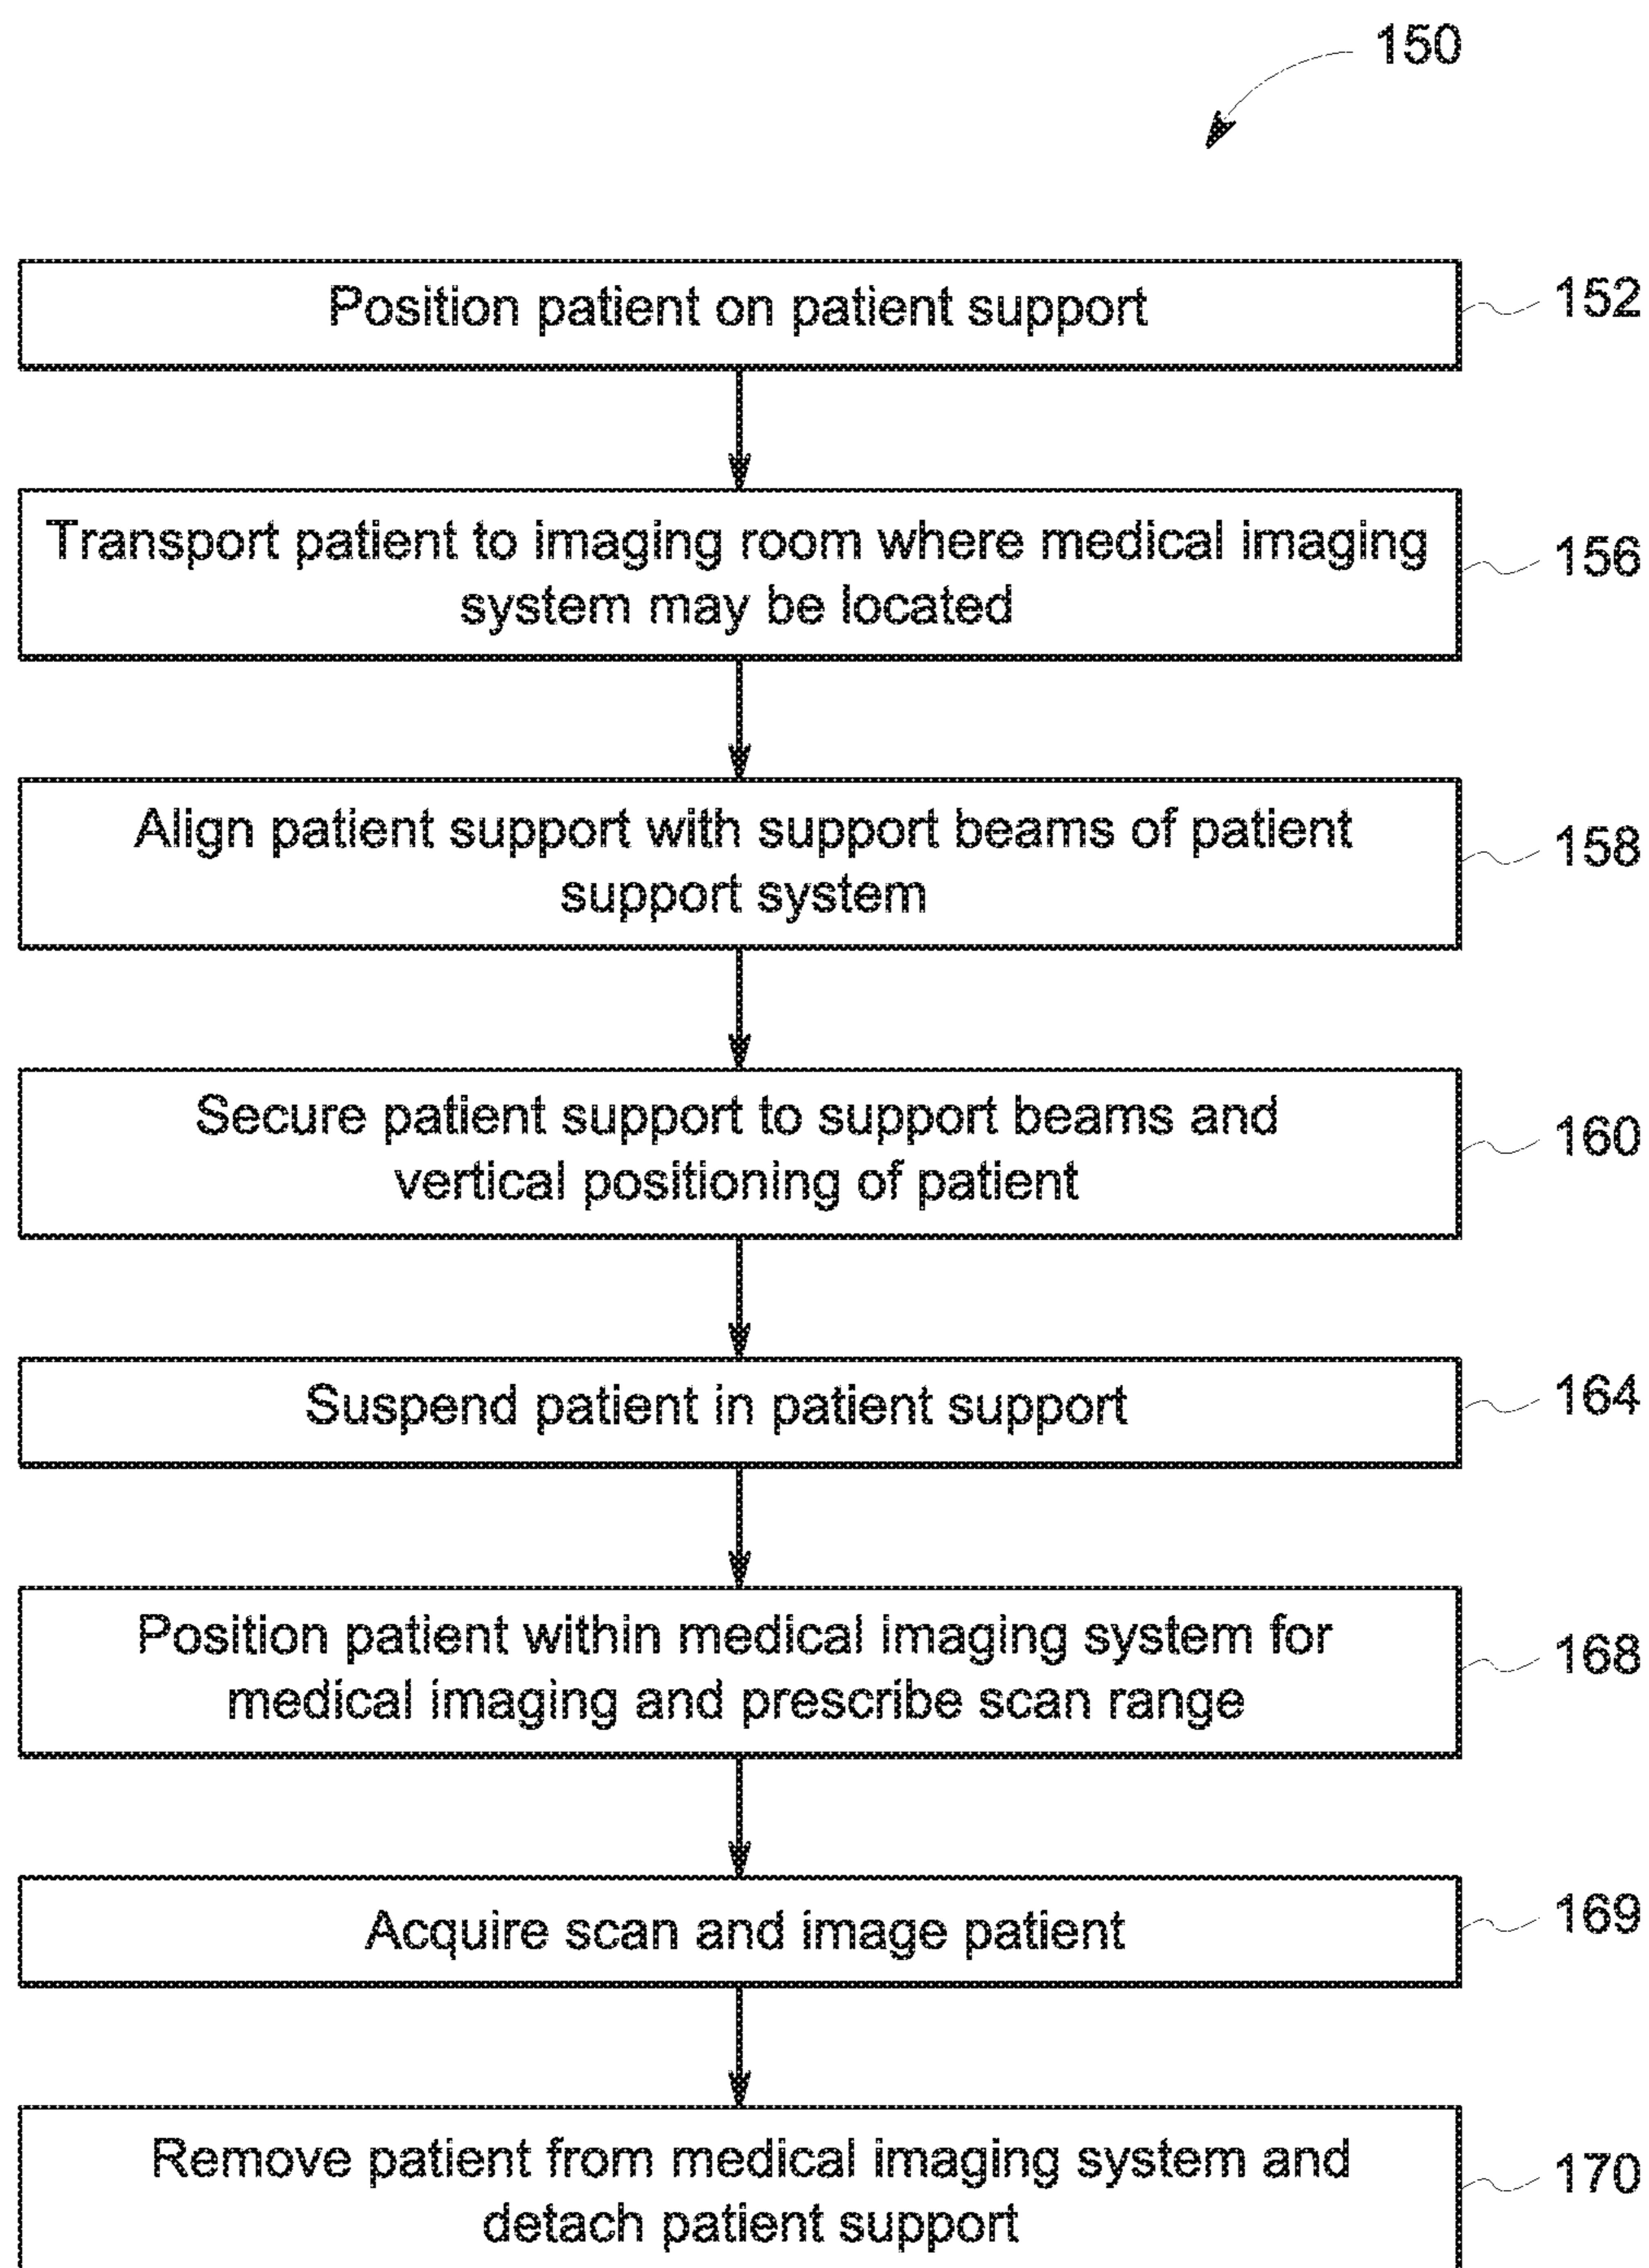 150
Position patient on patient support
152
Transport patient to imaging room where medical imaging
system may be located
156
Align patient support with support beams of patient
support system
158
Secure patient support to support beams and
vertical positioning of patient
160
Suspend patient in patient support
164
Position patient within medical imaging system for
medical imaging and prescribe scan range
168
Acquire scan and image patient
169
Remove patient from medical imaging system and
detach patient support
170